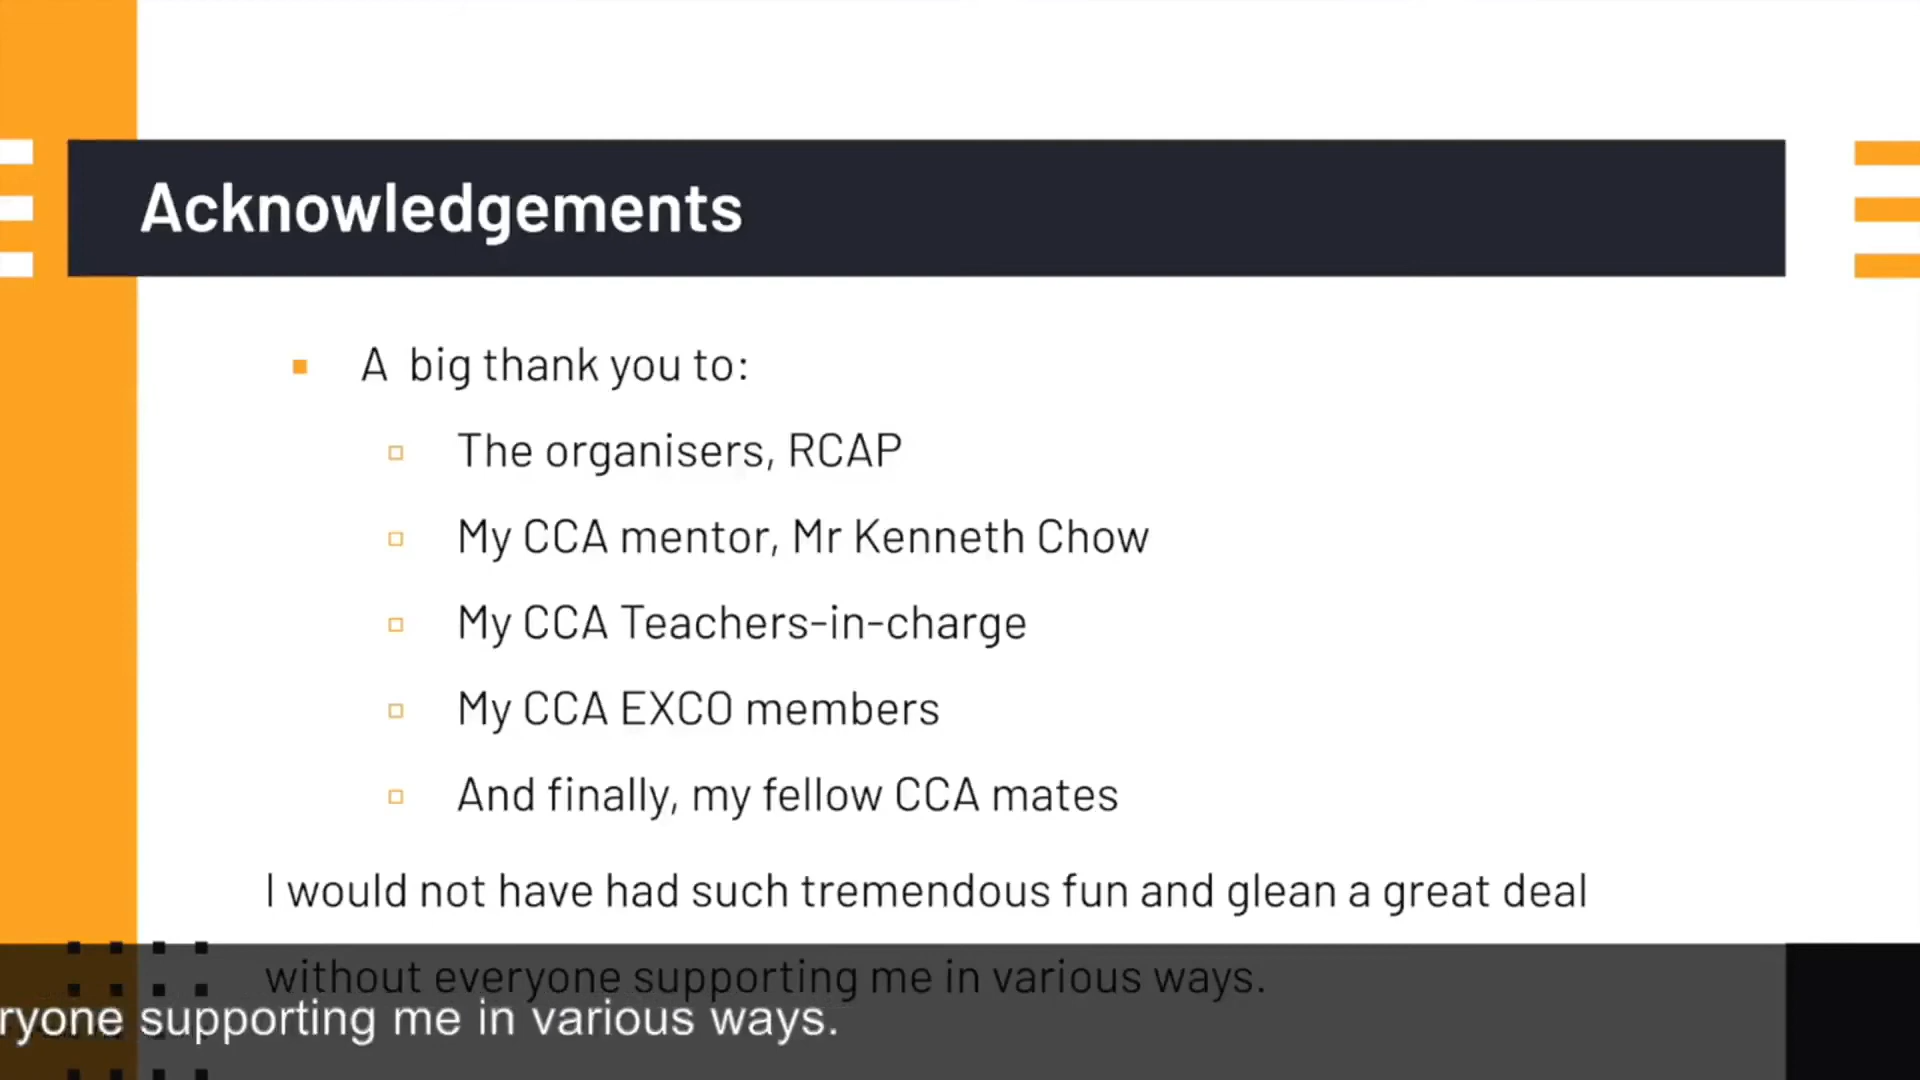 Acknowledgements
A big thank you to:
The organisers, RCAP
My CCA mentor, Mr Kenneth Chow
My CCA Teachers-in-charge
My CCA EXCO members
And finally, my fellow CCA mates
I would not have had such tremendous fun and glean a great deal
without everyone supporting me in various ways.
ryone supporting me in various ways.